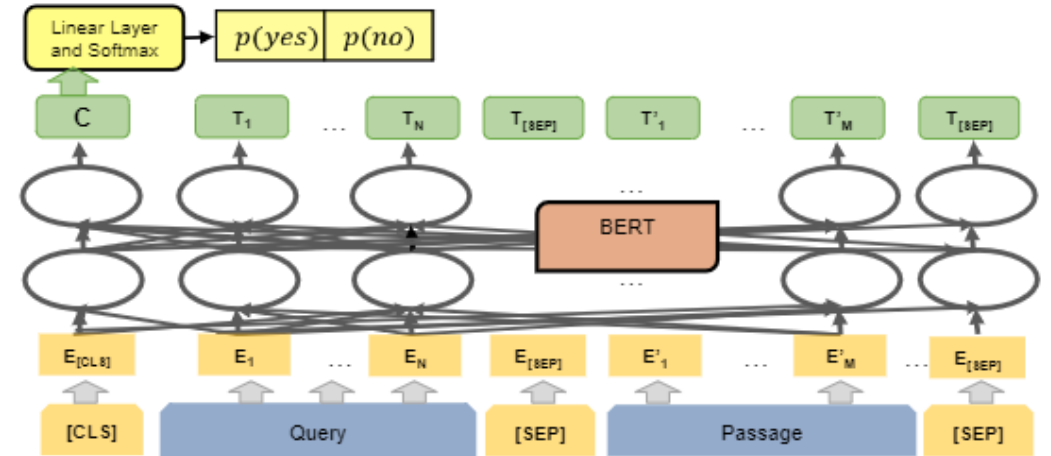 Linear Layer
and Softmax
p(yes) p(no)
C T1 ... TN T[SEP] T'1 ... T'M T[SEP]
...
BERT
...
E[CLS] E1 ... EN E[SEP] E'1 ... E'M ... E[SEP]
[CLS] Query [SEP] Passage [SEP]